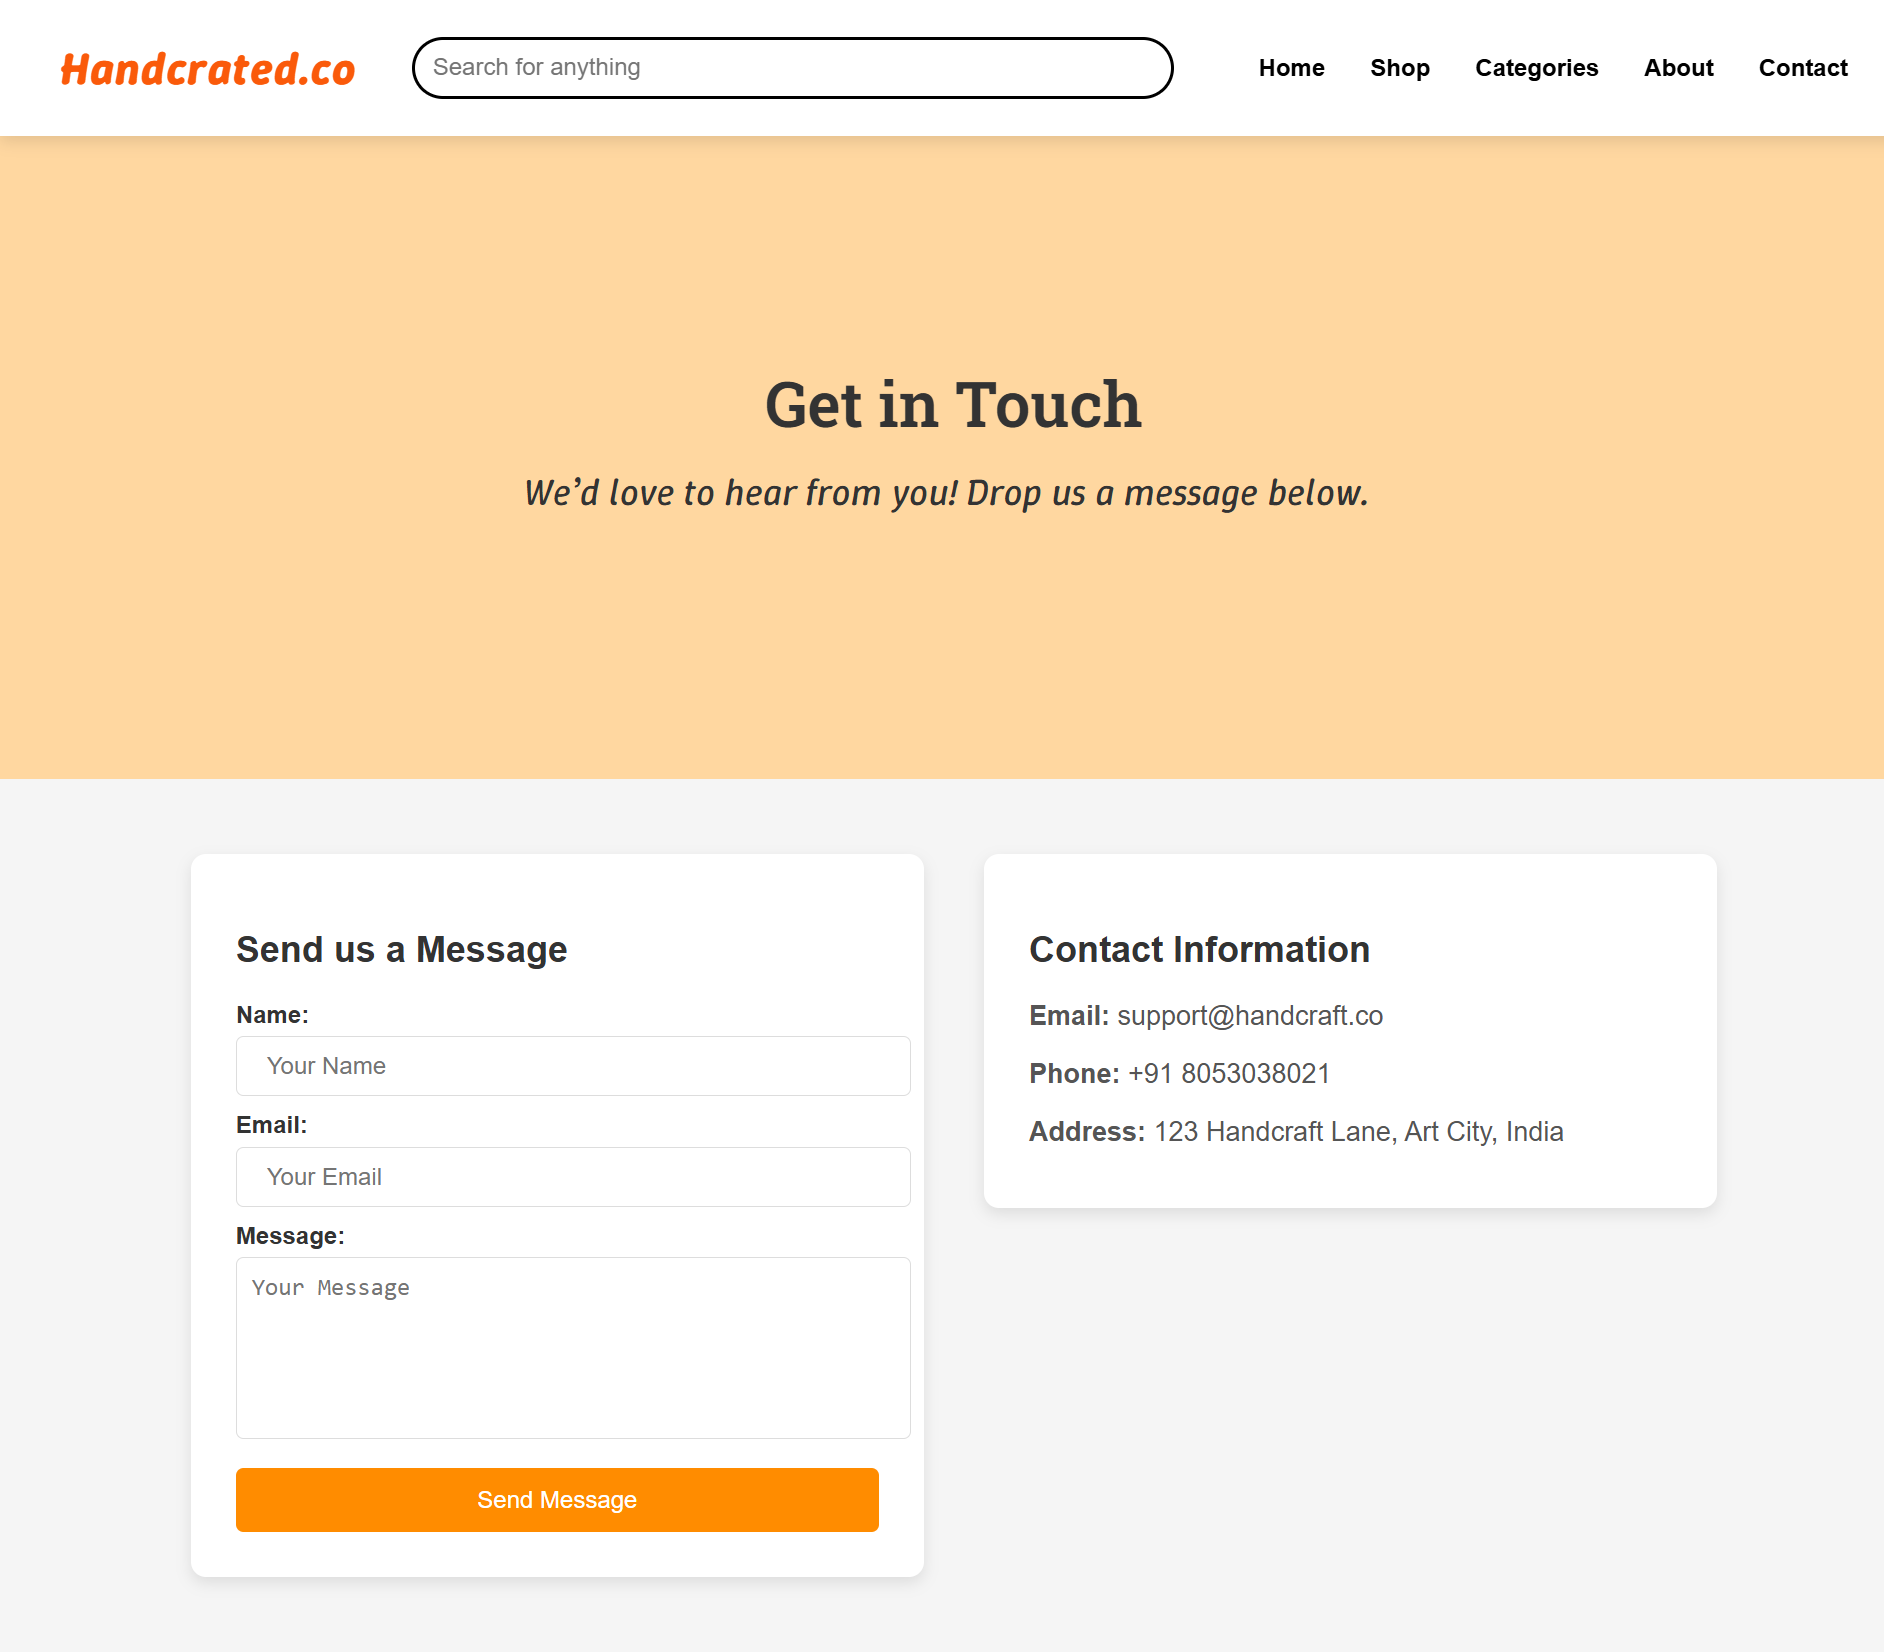 Handcrated.co
Search for anything
Home Shop Categories About Contact
Get in Touch
We’d love to hear from you! Drop us a message below.
Send us a Message
Name:
Your Name
Email:
Your Email
Message:
Your Message
Send Message
Contact Information
Email: support@handcraft.co
Phone: +91 8053038021
Address: 123 Handcraft Lane, Art City, India